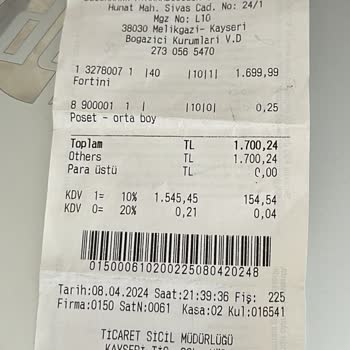 Hunat Mah. Sivas Cad. No: 24/1
Mgz No: L10
38030 Melikgazi- Kayseri
Bogazici Kurumlari V.D
273 056 5470
1 3278007 1 |40 |10|1| 1.699,99
Fortini
8 900001 1 | |10|0| 0,25
Poset - orta boy
Toplam TL 1.700,24
Others TL 1.700,24
Para üstü TL 0,00
KDV 1= 10% 1.545,45 154,54
KDV 0= 20% 0,21 0,04
015000610200225080420248
Tarih:08.04.2024 Saat:21:39:36 Fiş: 225
Firma:0150 SatN:0061 Kasa:02 Kul:016541
TİCARET SİCİL MÜDÜRLÜĞÜ